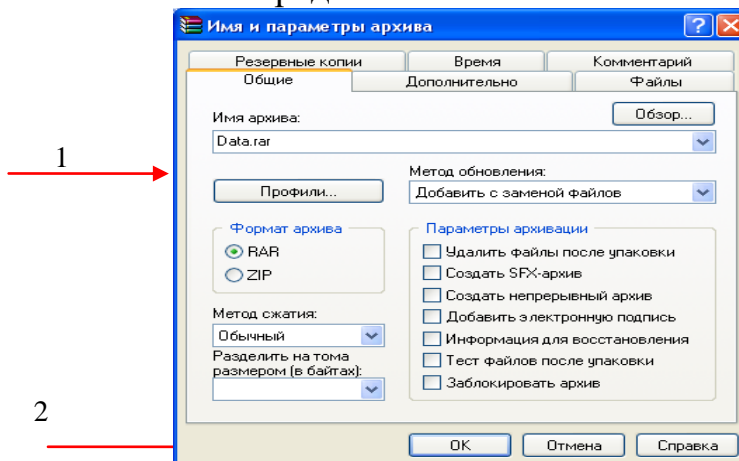 Имя и параметры архива
Резервные копии Время Комментарий
Общие Дополнительно Файлы
Имя архива: Обзор...
Data.rar
1
Метод обновления:
Профили... Добавить с заменой файлов
Формат архива Параметры архивации
RAR Удалить файлы после упаковки
ZIP Создать SFX-архив
Создать непрерывный архив
Метод сжатия: Добавить электронную подпись
Обычный Информация для восстановления
Разделить на тома Тест файлов после упаковки
размером (в байтах):
Заблокировать архив
2
OK Отмена Справка